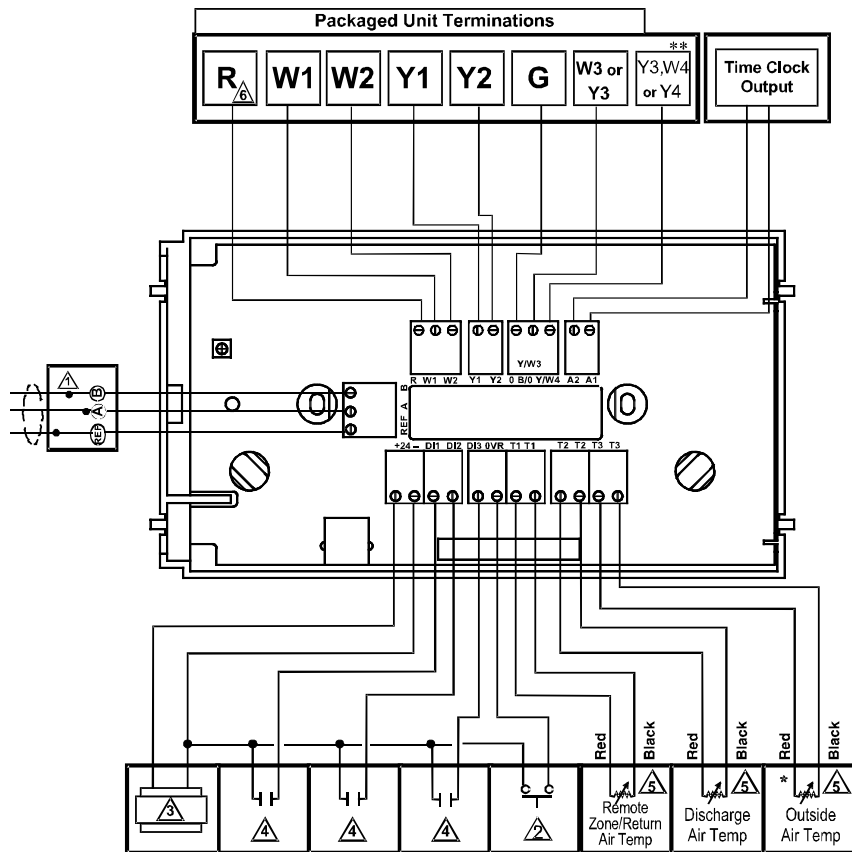 Packaged Unit Terminations
**
R 6 W1 W2 Y1 Y2 G W3 or Y3 Y3,W4 or Y4
Time Clock
Output
Y/W3
R W1 W2 Y1 Y2 0 B/0 Y/W4 A2 A1
1
B
A
REF
B
A
REF
+24 – DI1 DI2 DI3 0VR T1 T1 T2 T2 T3 T3
Red Black Red Black Red Black
3 4 4 4 2
5 5 * 5
Remote
Zone/Return
Air Temp
Discharge
Air Temp
Outside
Air Temp